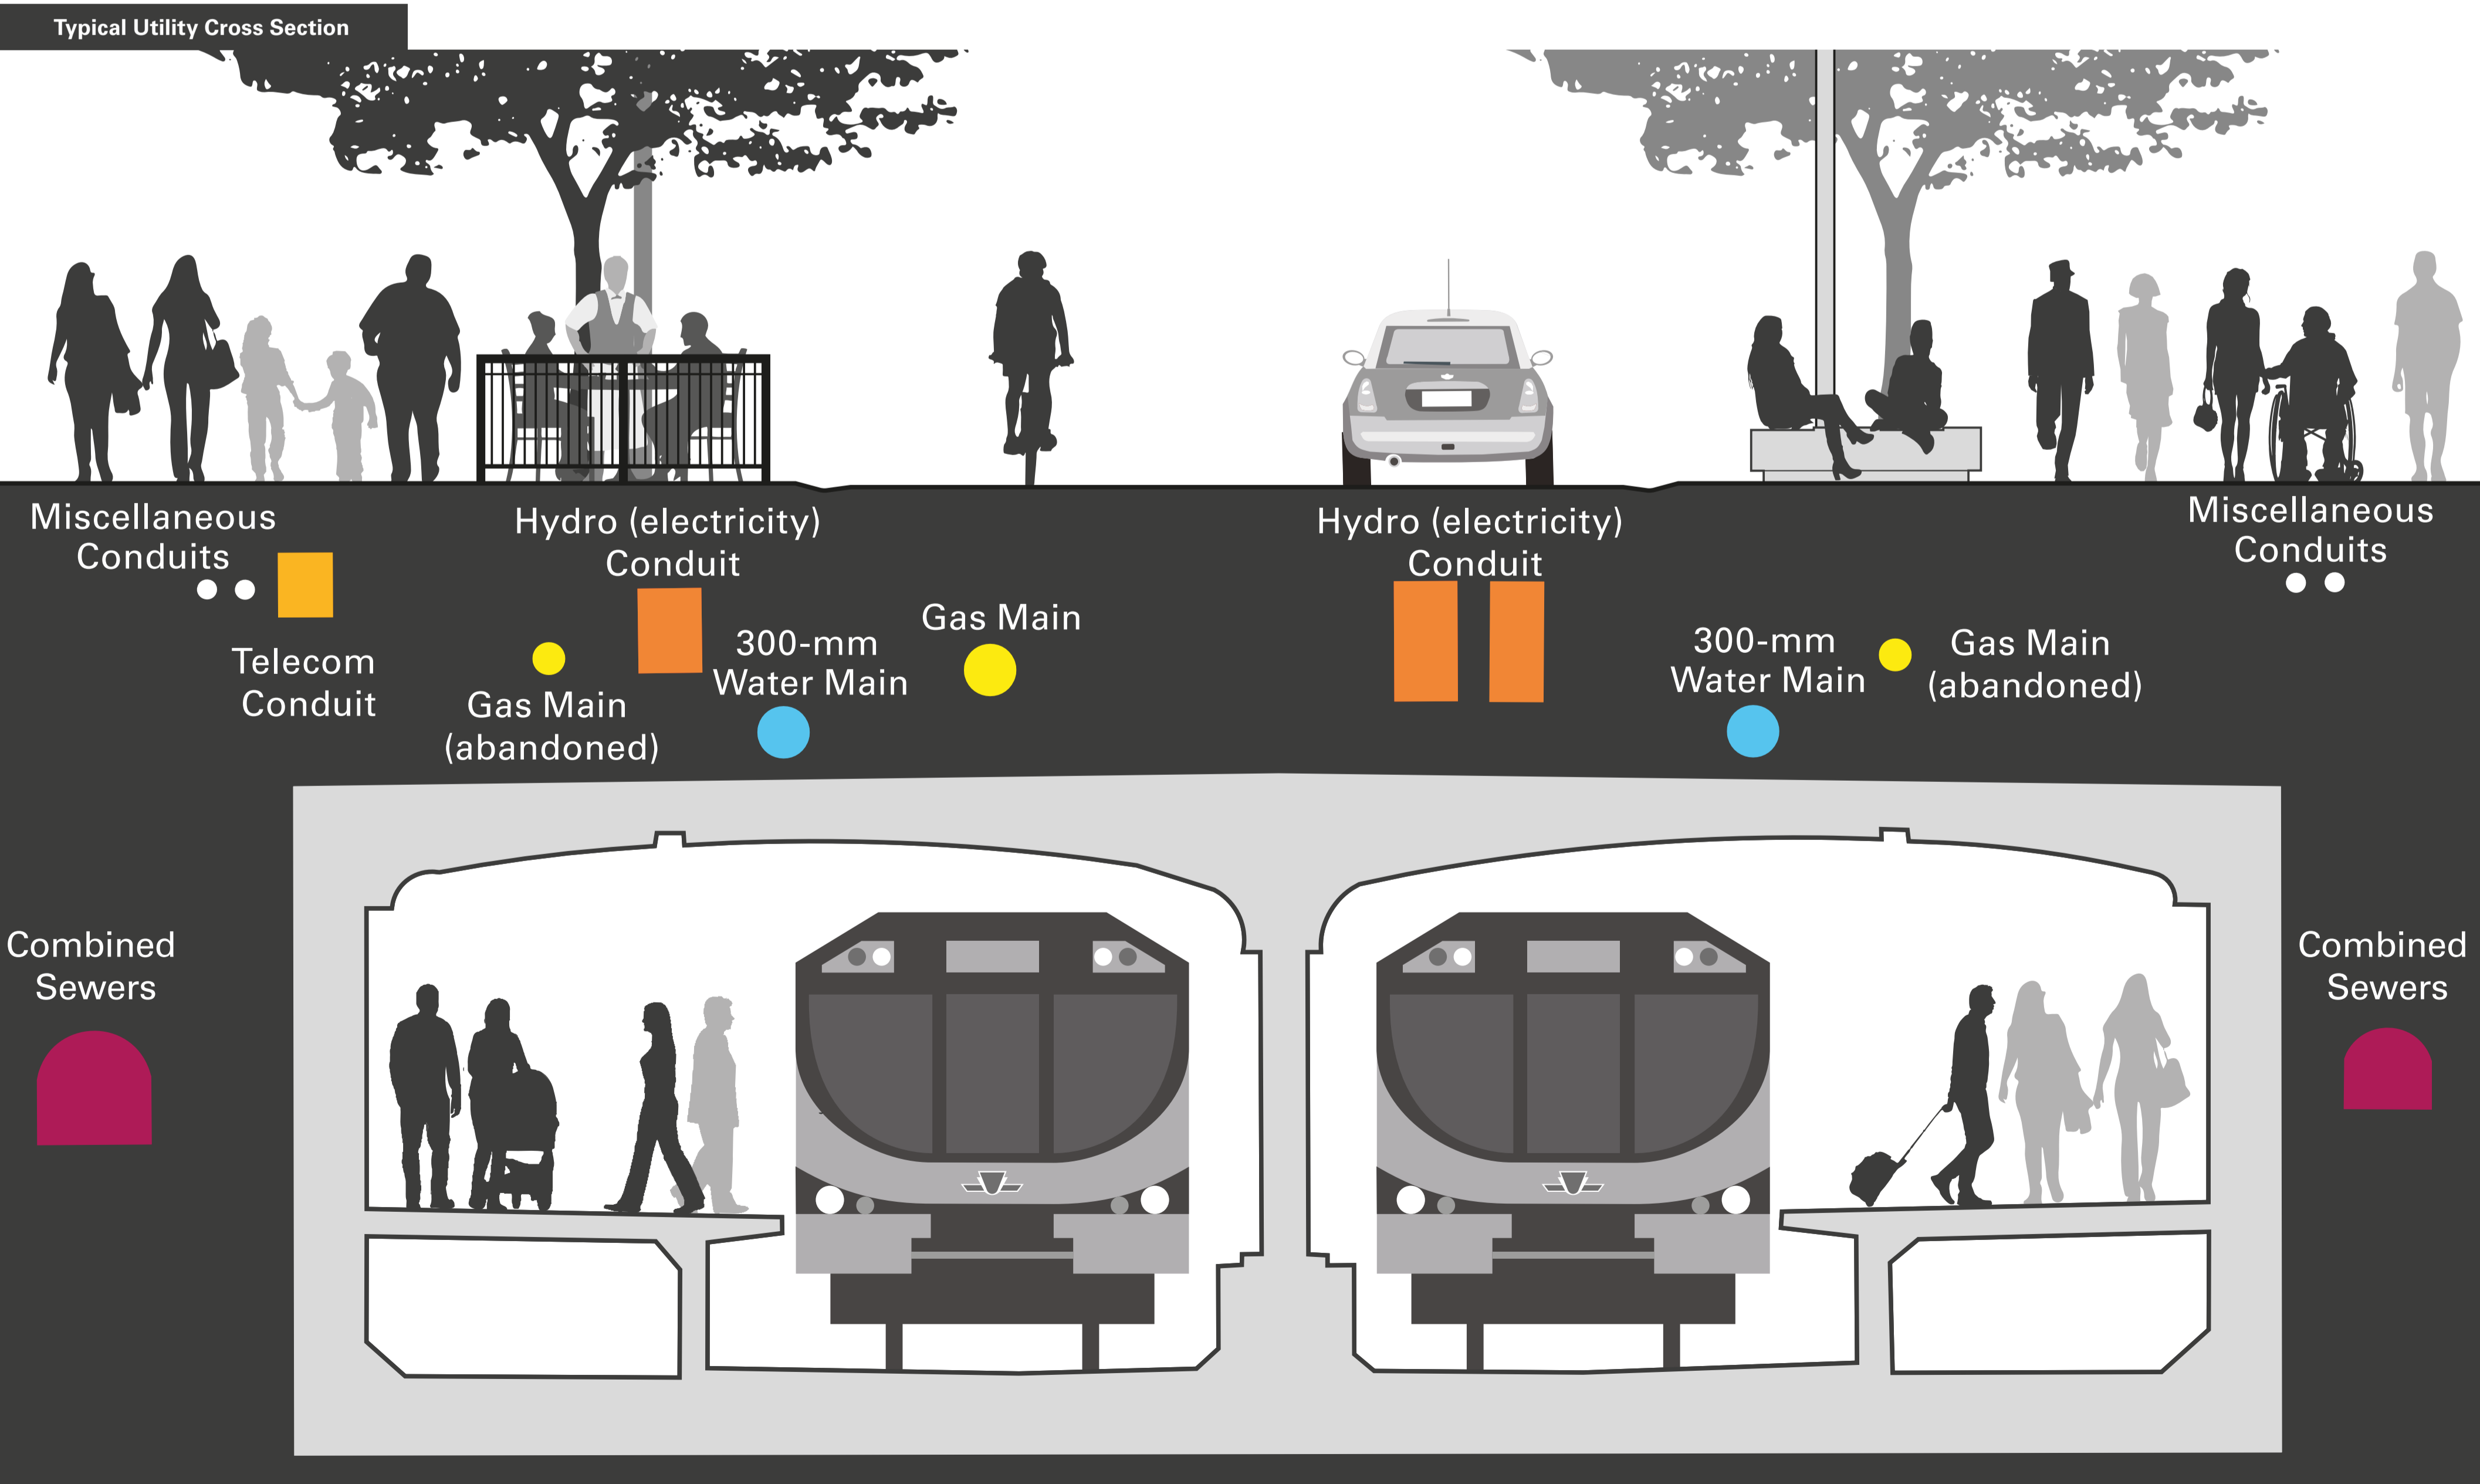 Typical Utility Cross Section
Miscellaneous
Conduits
Telecom
Conduit
Hydro (electricity)
Conduit
Gas Main
(abandoned)
300-mm
Water Main
Gas Main
Hydro (electricity)
Conduit
300-mm
Water Main
Gas Main
(abandoned)
Miscellaneous
Conduits
Combined
Sewers
Combined
Sewers